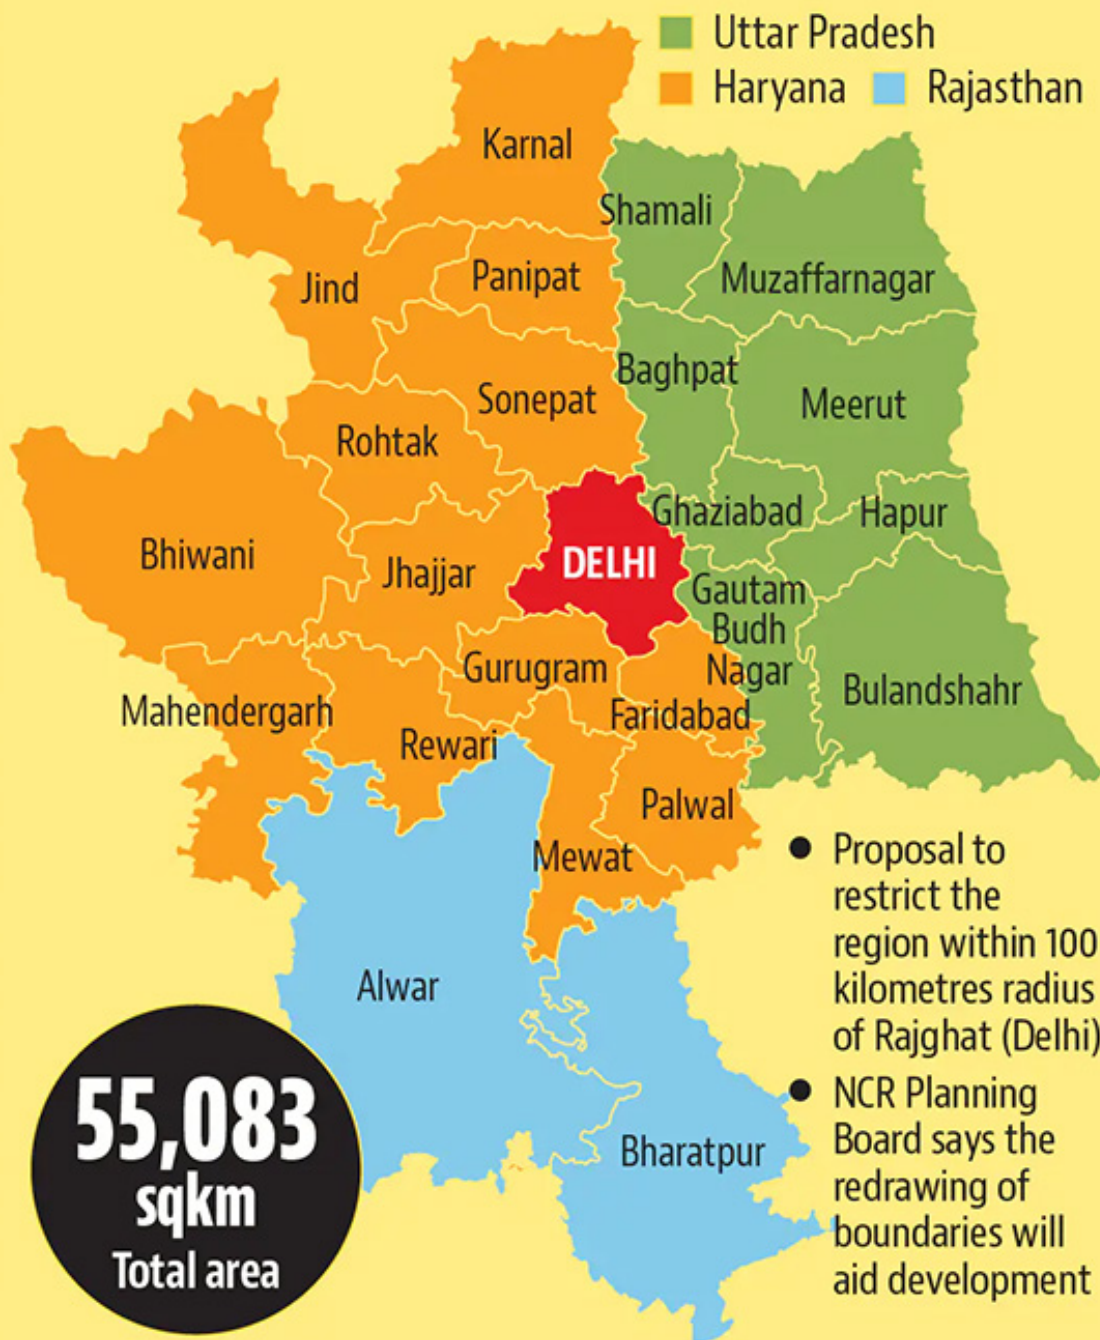 Uttar Pradesh
Haryana
Rajasthan
Karnal
Shamali
Muzaffarnagar
Jind
Panipat
Baghpat
Meerut
Sonepat
Rohtak
Ghaziabad
Hapur
Bhiwani
Jhajjar
DELHI
Gautam
Budh
Nagar
Gurugram
Bulandshahr
Mahendergarh
Faridabad
Rewari
Palwal
Mewat
Alwar
Bharatpur
● Proposal to
restrict the
region within 100
kilometres radius
of Rajghat (Delhi)
● NCR Planning
Board says the
redrawing of
boundaries will
aid development
55,083
sqkm
Total area